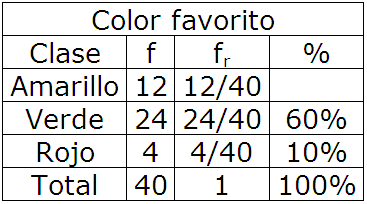 Color favorito
Clase f fr %
Amarillo 12 12/40
Verde 24 24/40 60%
Rojo 4 4/40 10%
Total 40 1 100%